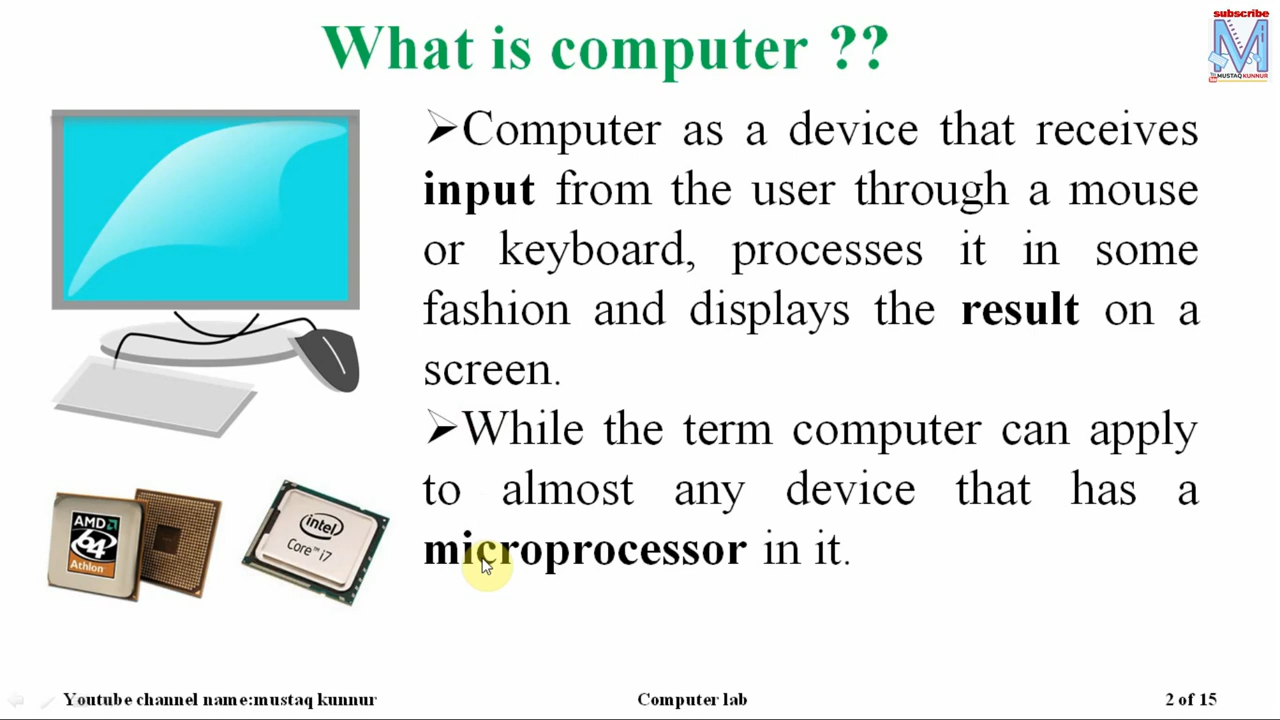 subscribe
M
MUSTAQ KUNNUR
What is computer ??
➢Computer as a device that receives
input from the user through a mouse
or keyboard, processes it in some
fashion and displays the result on a
screen.
➢While the term computer can apply
to almost any device that has a
microprocessor in it.
AMD
64
Athlon
intel
Core™ i7
Youtube channel name:mustaq kunnur
Computer lab
2 of 15